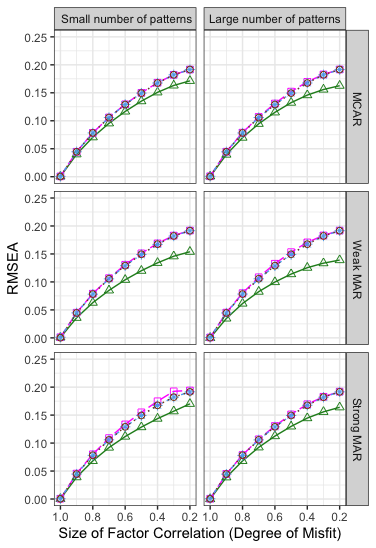 Small number of patterns
Large number of patterns
0.25
0.20
0.15
0.10
0.05
0.00
MCAR
0.25
0.20
0.15
0.10
0.05
0.00
Weak MAR
0.25
0.20
0.15
0.10
0.05
0.00
Strong MAR
RMSEA
1.0 0.8 0.6 0.4 0.2
1.0 0.8 0.6 0.4 0.2
Size of Factor Correlation (Degree of Misfit)